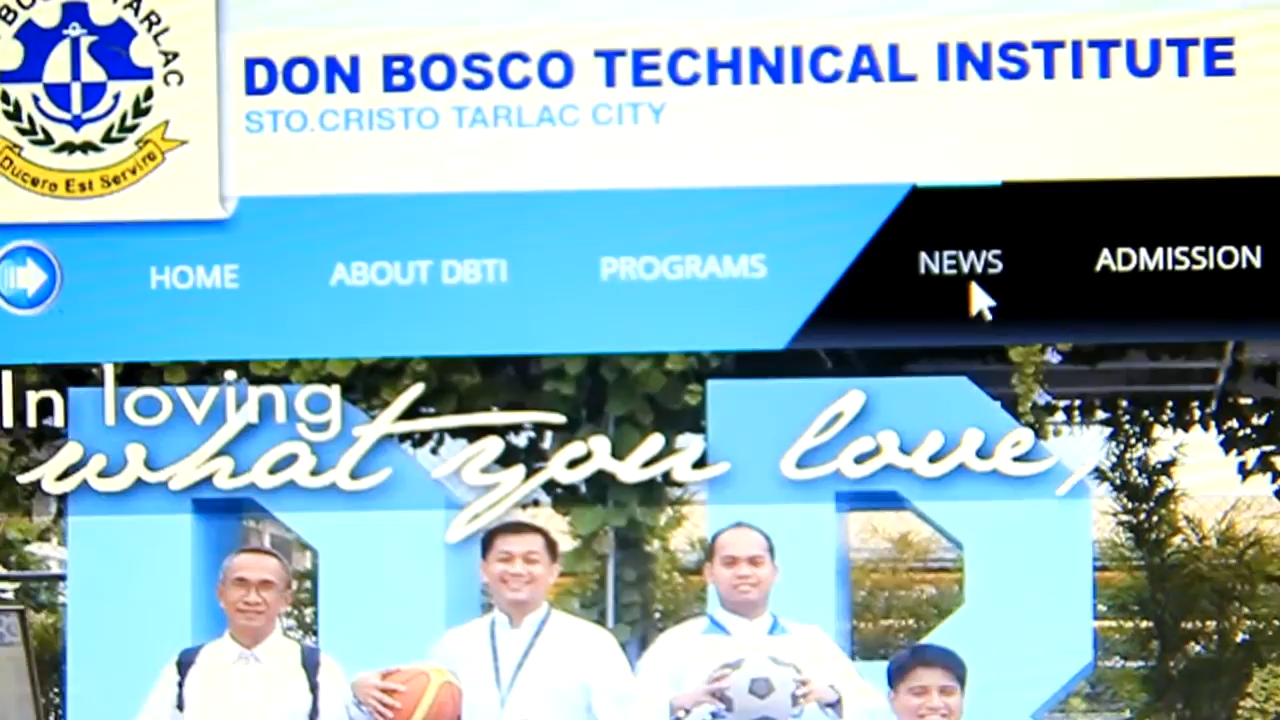 TARLAC
DON BOSCO TECHNICAL INSTITUTE
STO.CRISTO TARLAC CITY
Ducere Est Servire
HOME ABOUT DBTI PROGRAMS NEWS ADMISSION
In loving
what you love,